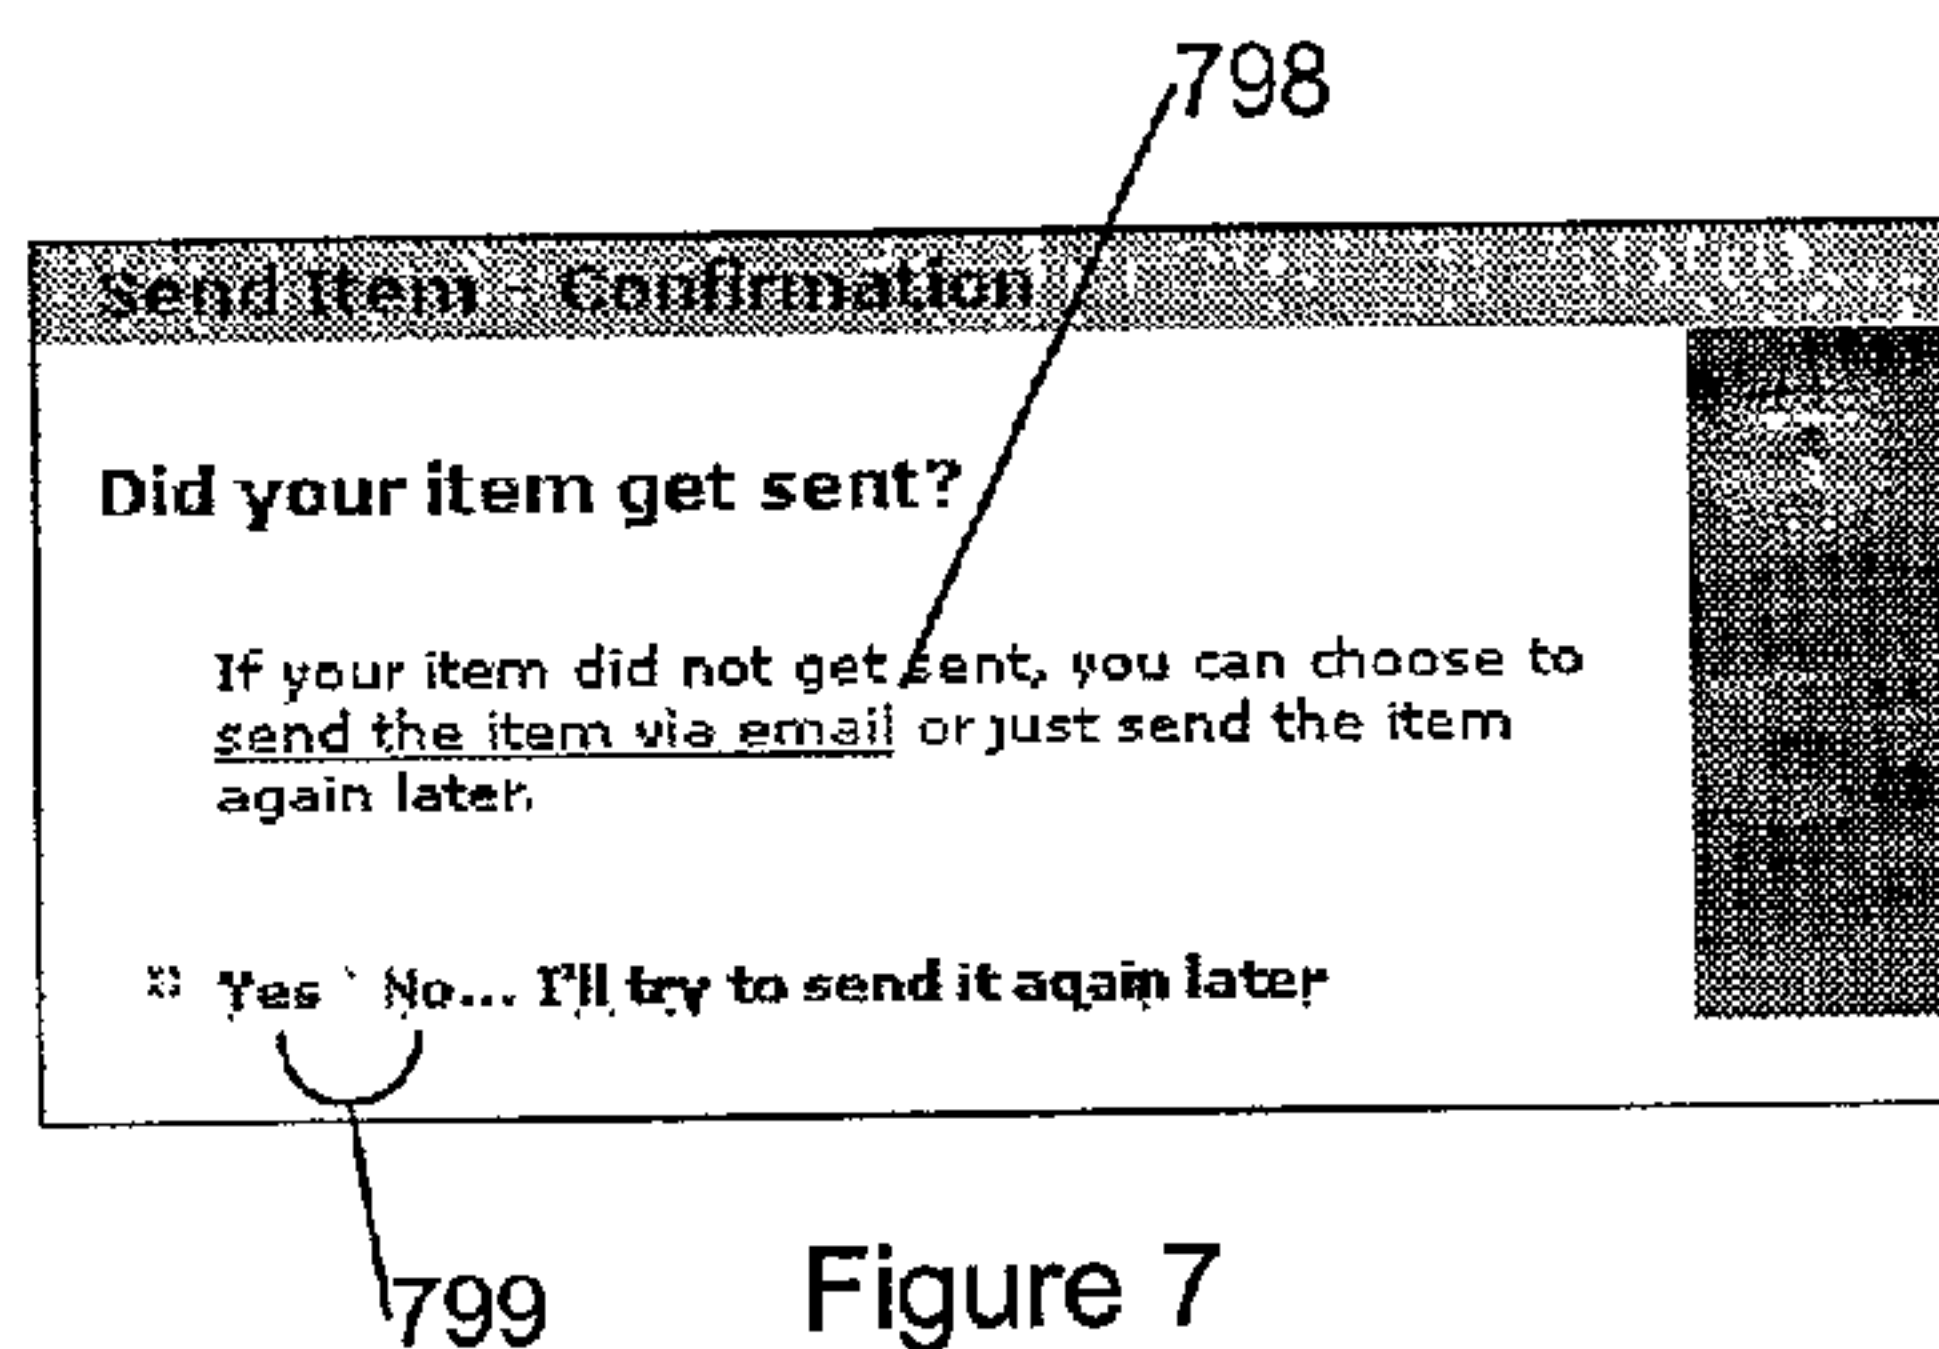 798
Send Item - Confirmation
Did your item get sent?
If your item did not get sent, you can choose to
send the item via email or just send the item
again later.
Yes No... I'll try to send it again later
799
Figure 7